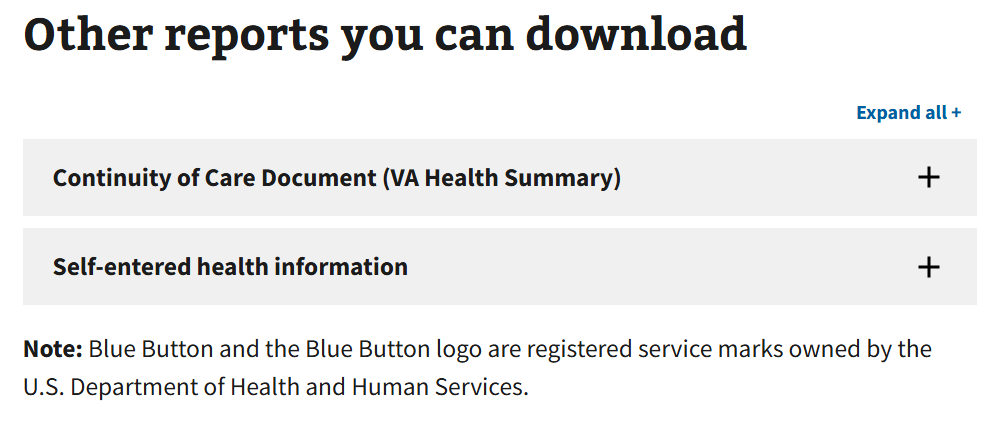 Other reports you can download
Expand all +
Continuity of Care Document (VA Health Summary)
Self-entered health information
Note: Blue Button and the Blue Button logo are registered service marks owned by the
U.S. Department of Health and Human Services.